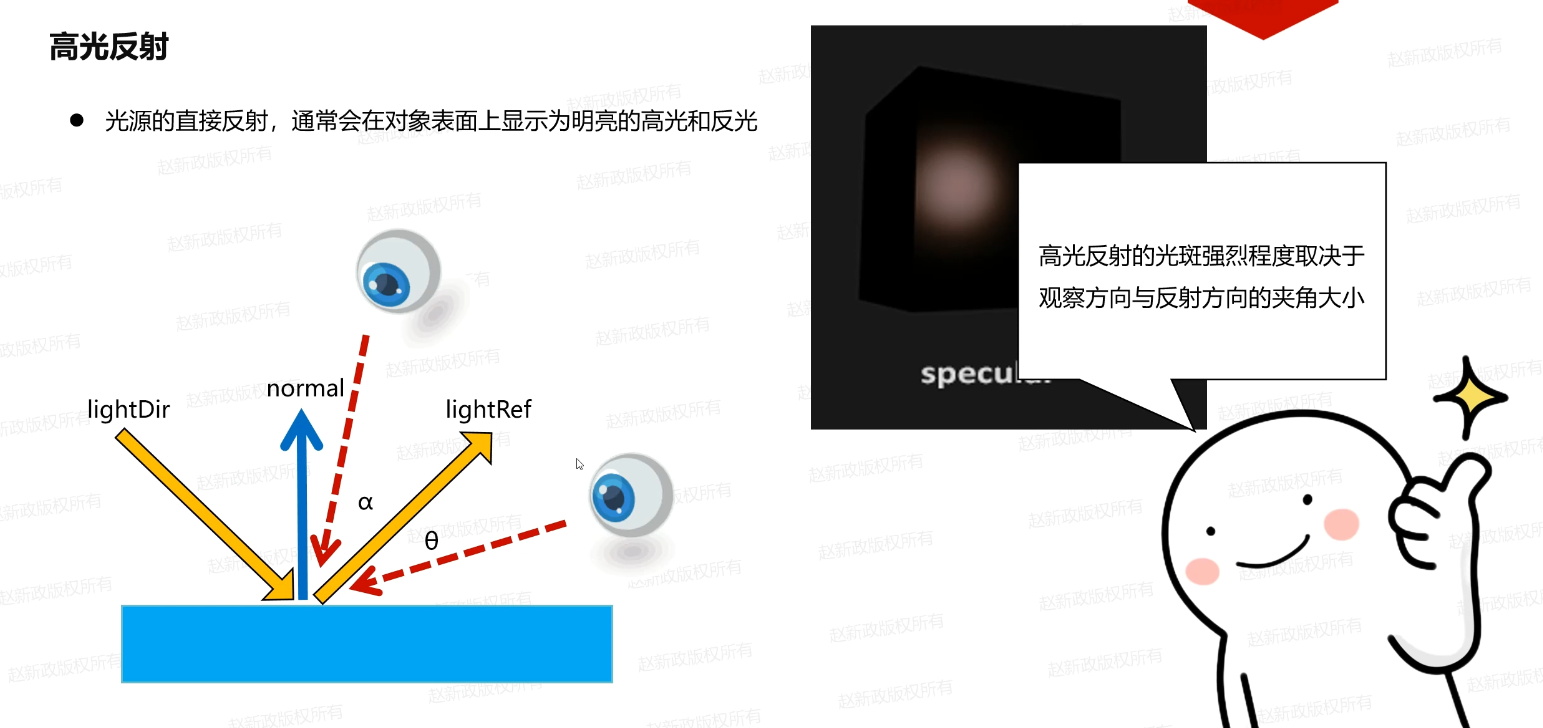 高光反射
● 光源的直接反射，通常会在对象表面上显示为明亮的高光和反光
高光反射的光斑强烈程度取决于
观察方向与反射方向的夹角大小
normal
lightDir
lightRef
α
θ
赵新政版权所有